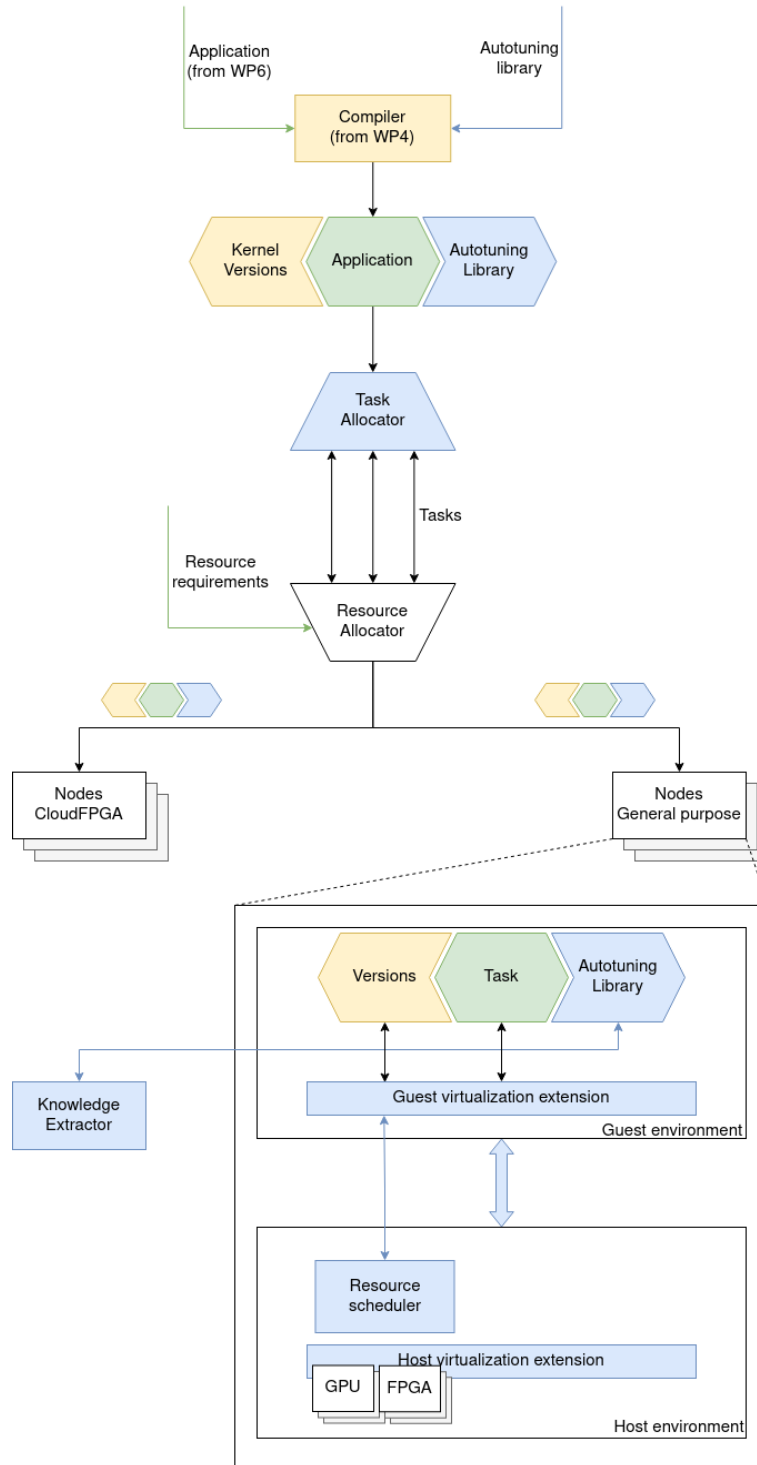 Application
(from WP6)
Autotuning
library
Compiler
(from WP4)
Kernel
Versions
Application
Autotuning
Library
Task
Allocator
Tasks
Resource
requirements
Resource
Allocator
Nodes
CloudFPGA
Nodes
General purpose
Versions
Task
Autotuning
Library
Knowledge
Extractor
Guest virtualization extension
Guest environment
Resource
scheduler
Host virtualization extension
GPU
FPGA
Host environment